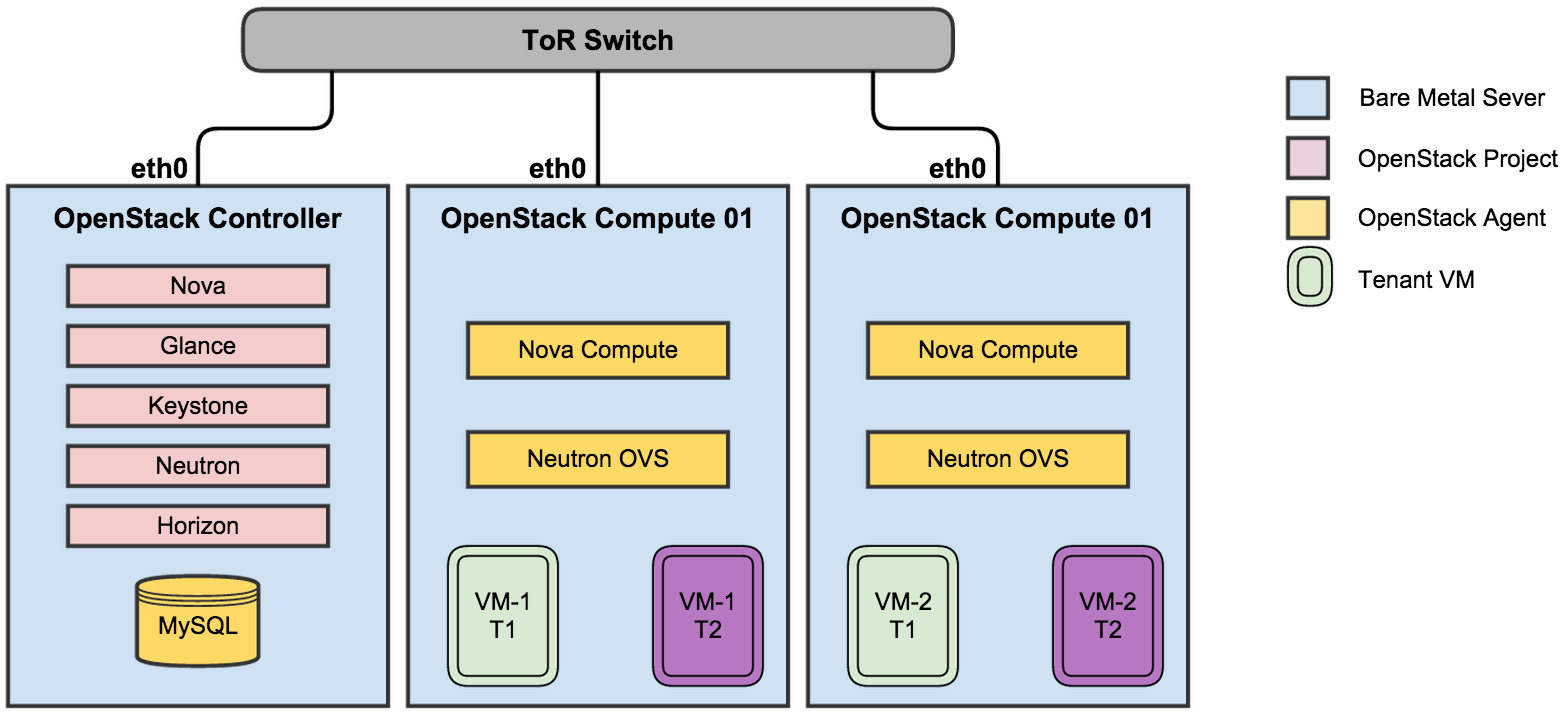 ToR Switch
eth0
eth0
eth0
OpenStack Controller
Nova
Glance
Keystone
Neutron
Horizon
MySQL
OpenStack Compute 01
Nova Compute
Neutron OVS
VM-1
T1
VM-1
T2
OpenStack Compute 01
Nova Compute
Neutron OVS
VM-2
T1
VM-2
T2
Bare Metal Sever
OpenStack Project
OpenStack Agent
Tenant VM